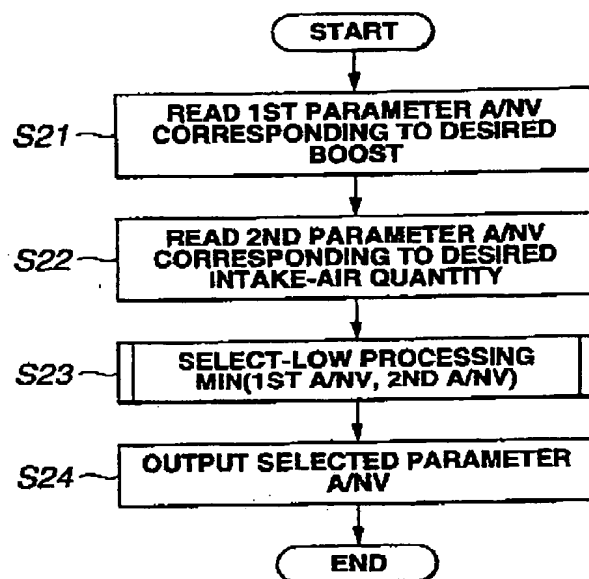 START
S21
READ 1ST PARAMETER A/NV
CORRESPONDING TO DESIRED
BOOST
S22
READ 2ND PARAMETER A/NV
CORRESPONDING TO DESIRED
INTAKE-AIR QUANTITY
S23
SELECT-LOW PROCESSING
MIN(1ST A/NV, 2ND A/NV)
S24
OUTPUT SELECTED PARAMETER
A/NV
END